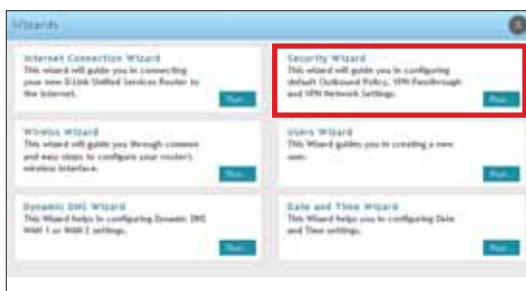 Wizards
Internet Connection Wizard
This wizard will guide you in connecting
your new D-Link Unified Services Router to
the Internet.
Run...
Security Wizard
This wizard will guide you in configuring
default Outbound Policy, VPN Passthrough
and VPN Network Settings.
Run...
Wireless Wizard
This wizard will guide you through common
and easy steps to configure your router's
wireless interface.
Run...
Users Wizard
This Wizard guides you in creating a new
user.
Run...
Dynamic DNS Wizard
This Wizard helps in configuring Dynamic DNS
WAN 1 or WAN 2 settings.
Run...
Date and Time Wizard
This Wizard helps you in configuring Date
and Time settings.
Run...